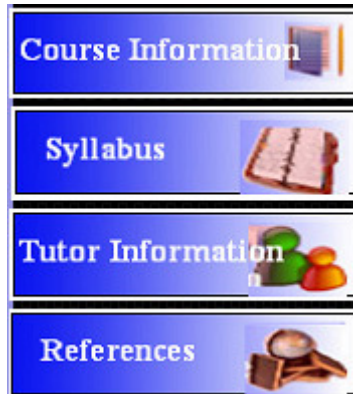 Course Information
Syllabus
Tutor Information
References